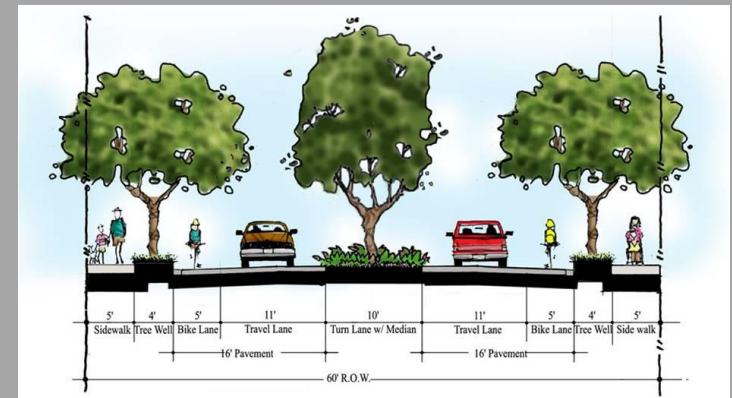 5' 4' 5' 11' 10' 11' 5' 4' 5'
Sidewalk Tree Well Bike Lane Travel Lane Turn Lane w/ Median Travel Lane Bike Lane Tree Well Side walk
16' Pavement 16' Pavement
60' R.O.W.